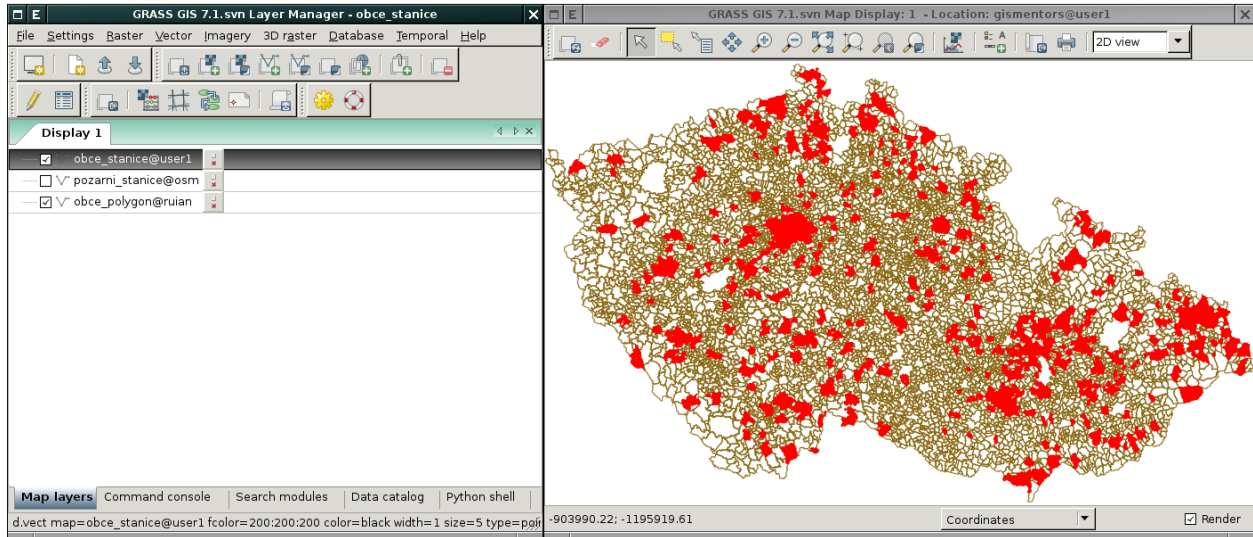 GRASS GIS 7.1.svn Layer Manager - obce_stanice
File Settings Raster Vector Imagery 3D raster Database Temporal Help
Display 1
obce_stanice@user1
pozarni_stanice@osm
obce_polygon@ruian
Map layers Command console Search modules Data catalog Python shell
d.vect map=obce_stanice@user1 fcolor=200:200:200 color=black width=1 size=5 type=poin
GRASS GIS 7.1.svn Map Display: 1 - Location: gismentors@user1
2D view
-903990.22; -1195919.61
Coordinates
Render